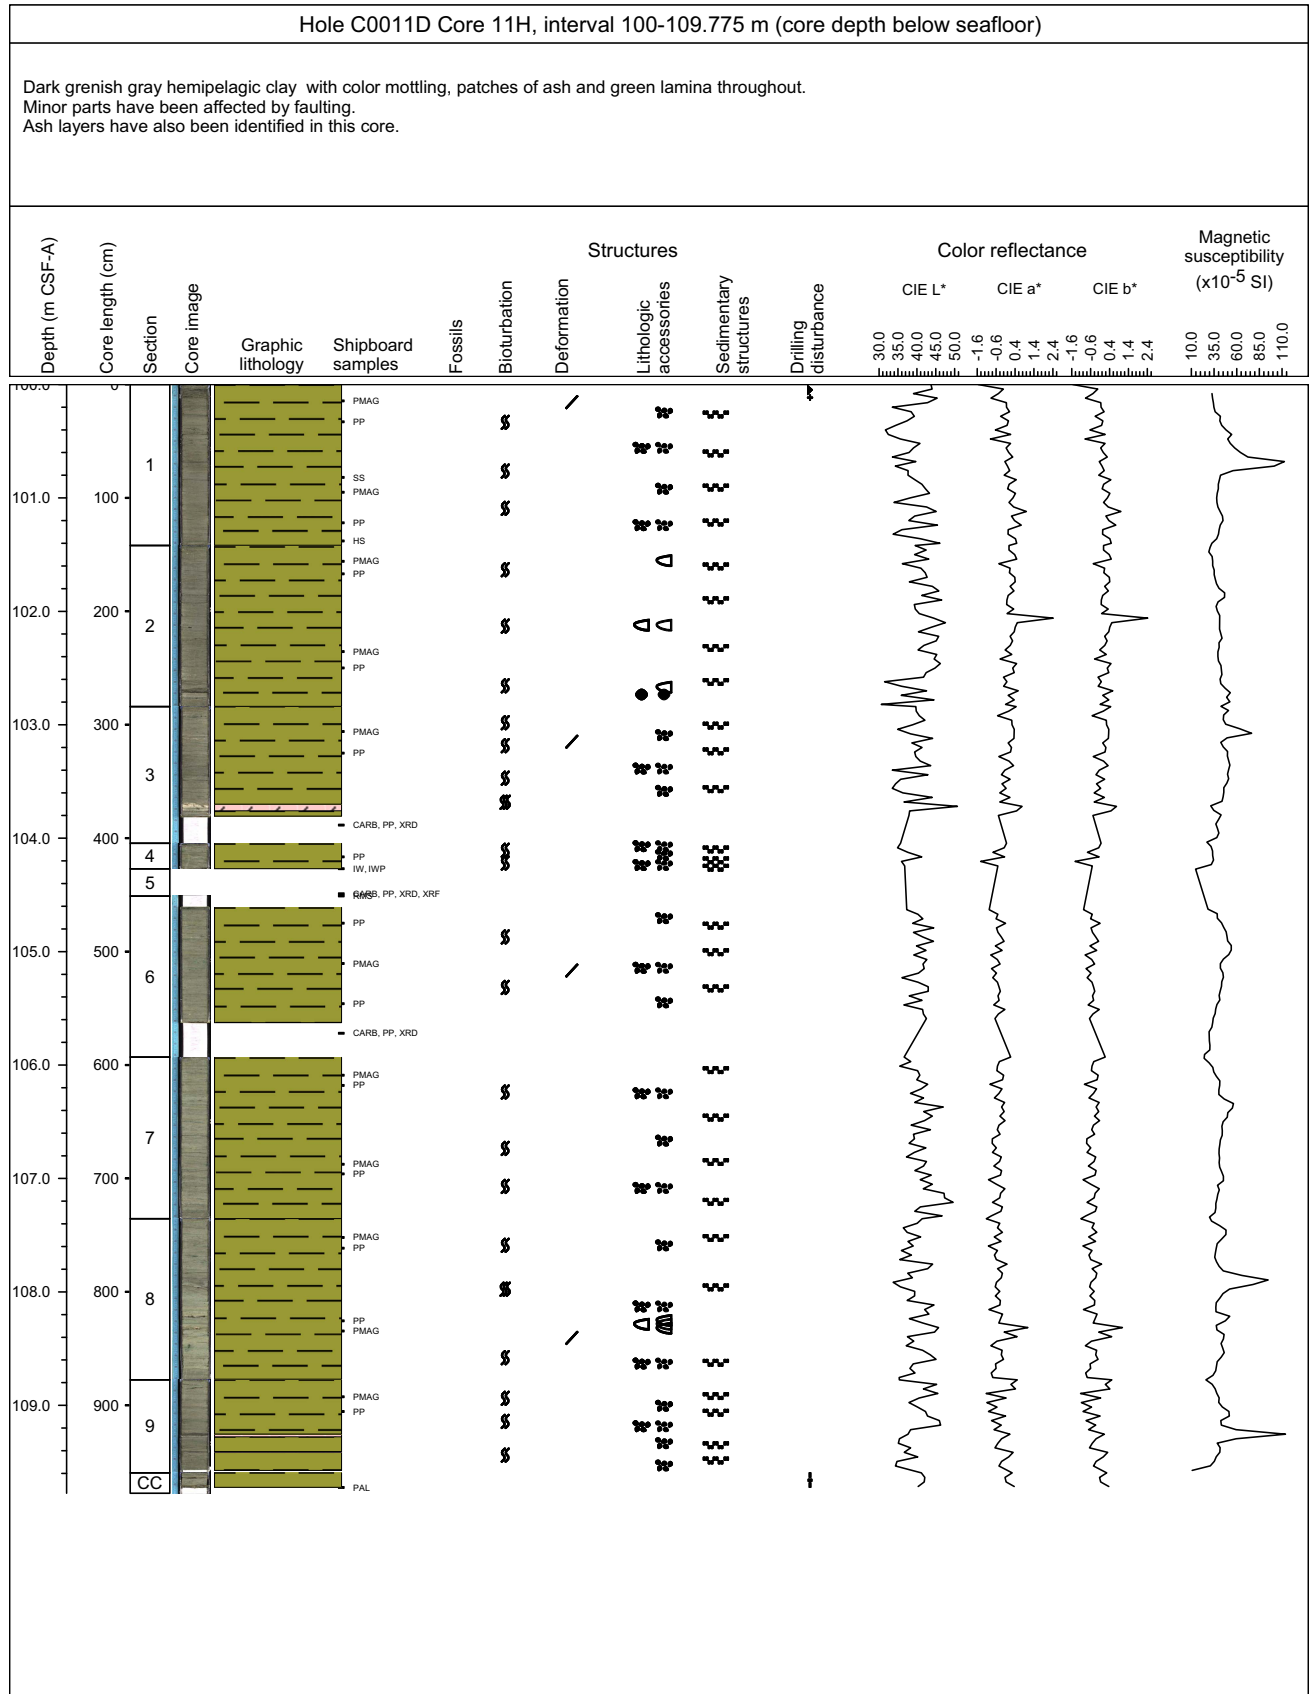 Hole C0011D Core 11H, interval 100-109.775 m (core depth below seafloor)
Dark grenish gray hemipelagic clay with color mottling, patches of ash and green lamina throughout.
Minor parts have been affected by faulting.
Ash layers have also been identified in this core.
Depth (m CSF-A)
Core length (cm)
Section
Core image
Graphic
lithology
Shipboard
samples
Fossils
Structures
Bioturbation
Deformation
Lithologic
accessories
Sedimentary
structures
Drilling
disturbance
Color reflectance
CIE L*
CIE a*
CIE b*
Magnetic
susceptibility
(x10-5 SI)
30.0 35.0 40.0 45.0 50.0
-1.6 -0.6 0.4 1.4 2.4
-1.6 -0.6 0.4 1.4 2.4
10.0 35.0 60.0 85.0 110.0
100.0 0
PMAG
PP
1
SS
PMAG
101.0 100
PP
HS
PMAG
PP
102.0 200
2
PMAG
PP
103.0 300
PMAG
PP
3
CARB, PP, XRD
104.0 400
4
PP
IW, IWP
5
CARB, PP, XRD, XRF
PP
105.0 500
PMAG
6
PP
CARB, PP, XRD
106.0 600
PMAG
PP
7
PMAG
PP
107.0 700
PMAG
PP
108.0 800
8
PP
PMAG
PMAG
109.0 900
PP
9
CC
PAL